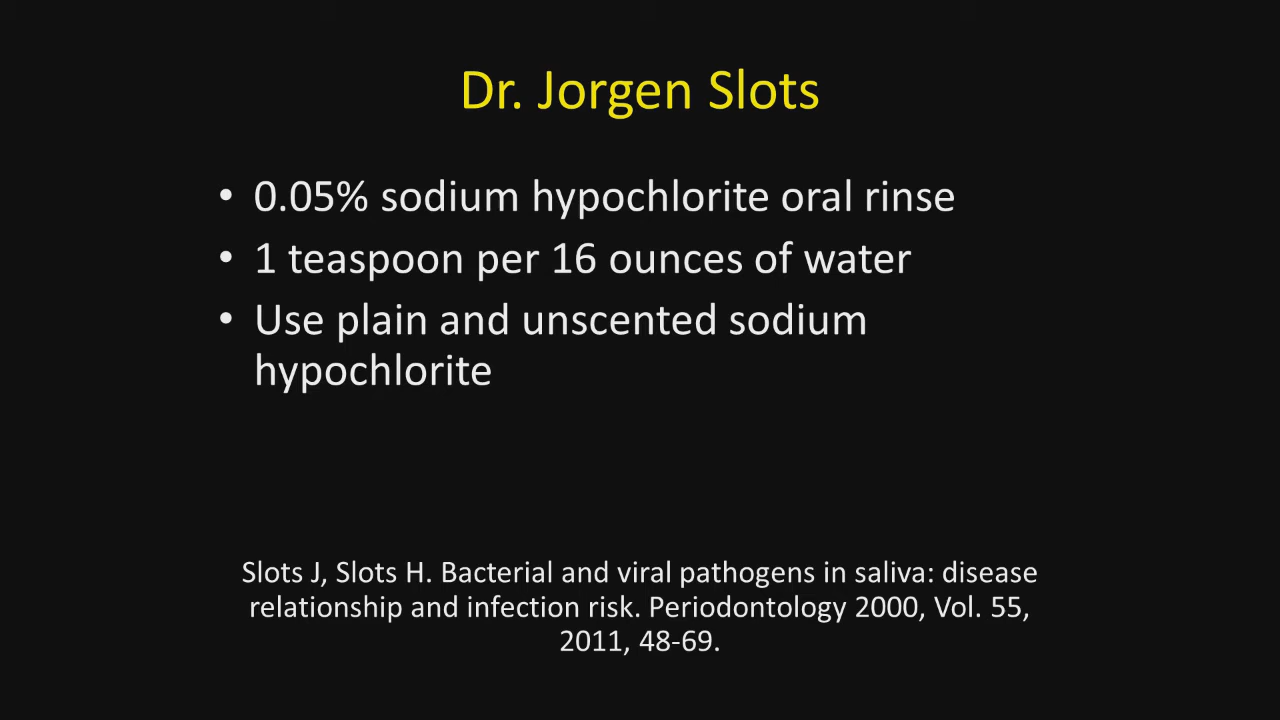 Dr. Jorgen Slots
• 0.05% sodium hypochlorite oral rinse
• 1 teaspoon per 16 ounces of water
• Use plain and unscented sodium
hypochlorite
Slots J, Slots H. Bacterial and viral pathogens in saliva: disease
relationship and infection risk. Periodontology 2000, Vol. 55,
2011, 48-69.